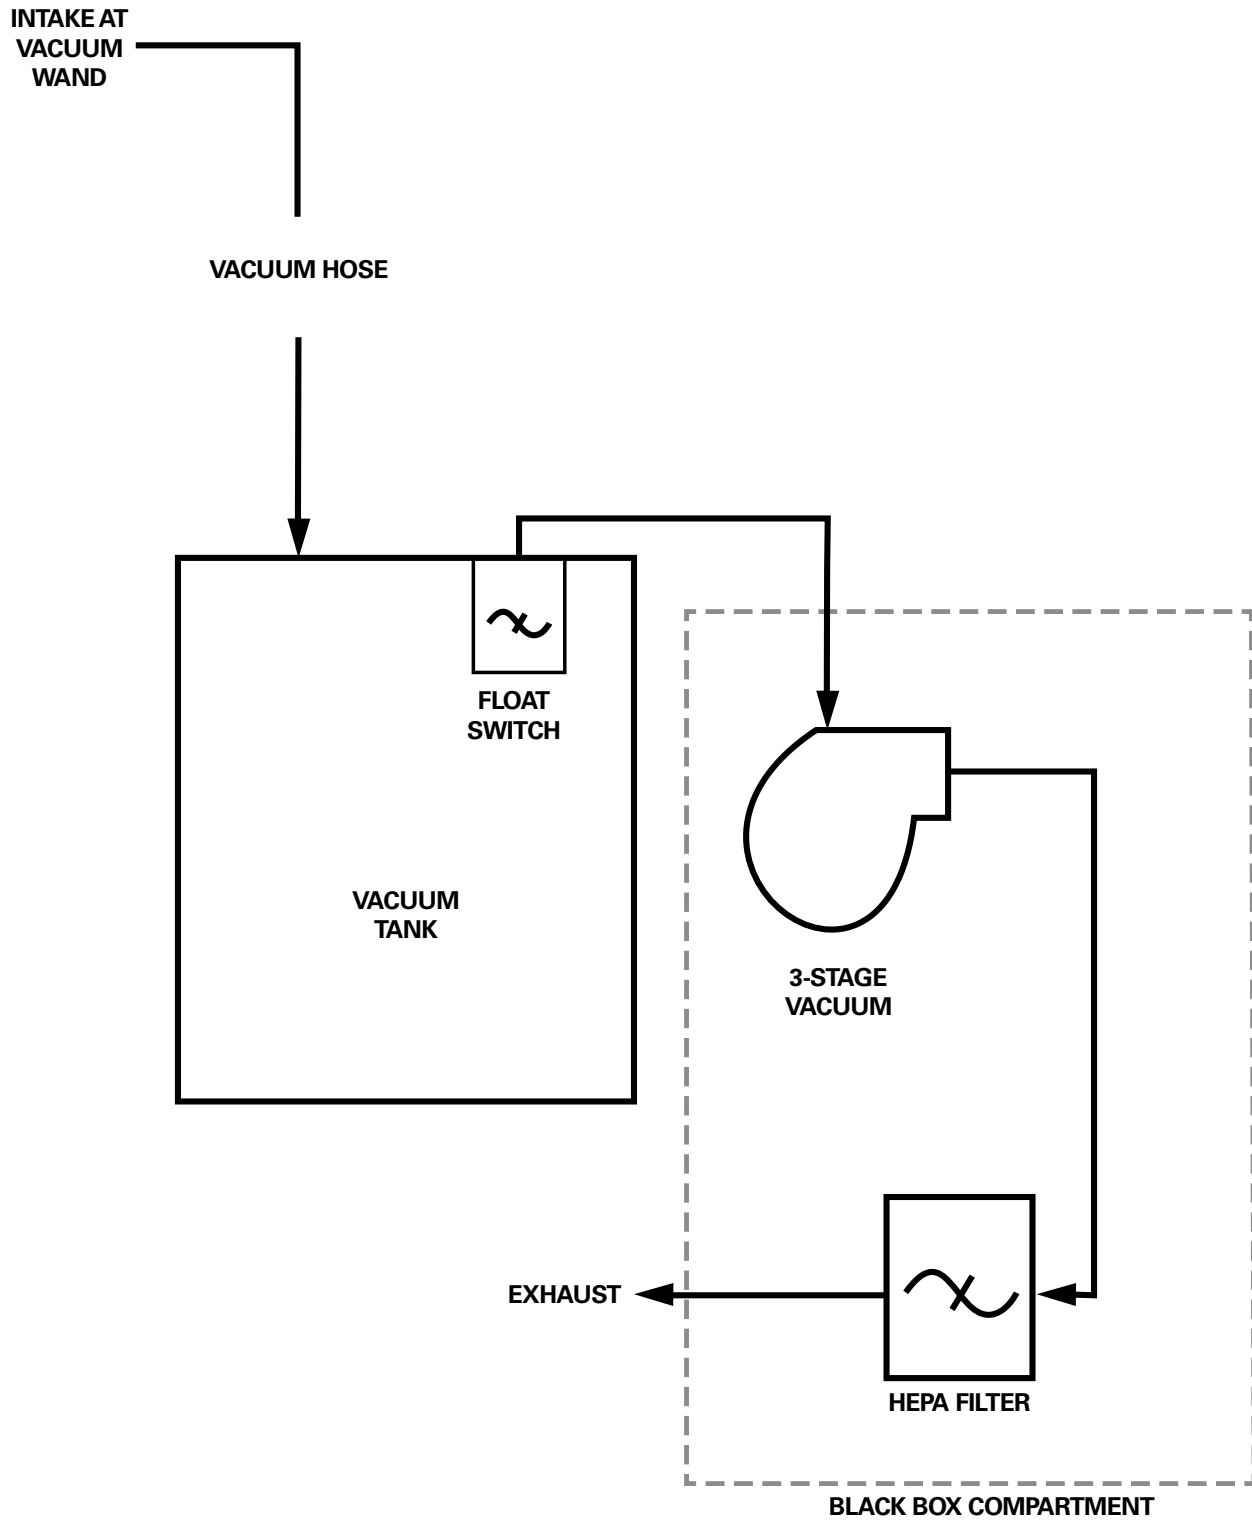 INTAKE AT
VACUUM
WAND
VACUUM HOSE
FLOAT
SWITCH
VACUUM
TANK
3-STAGE
VACUUM
EXHAUST
HEPA FILTER
BLACK BOX COMPARTMENT